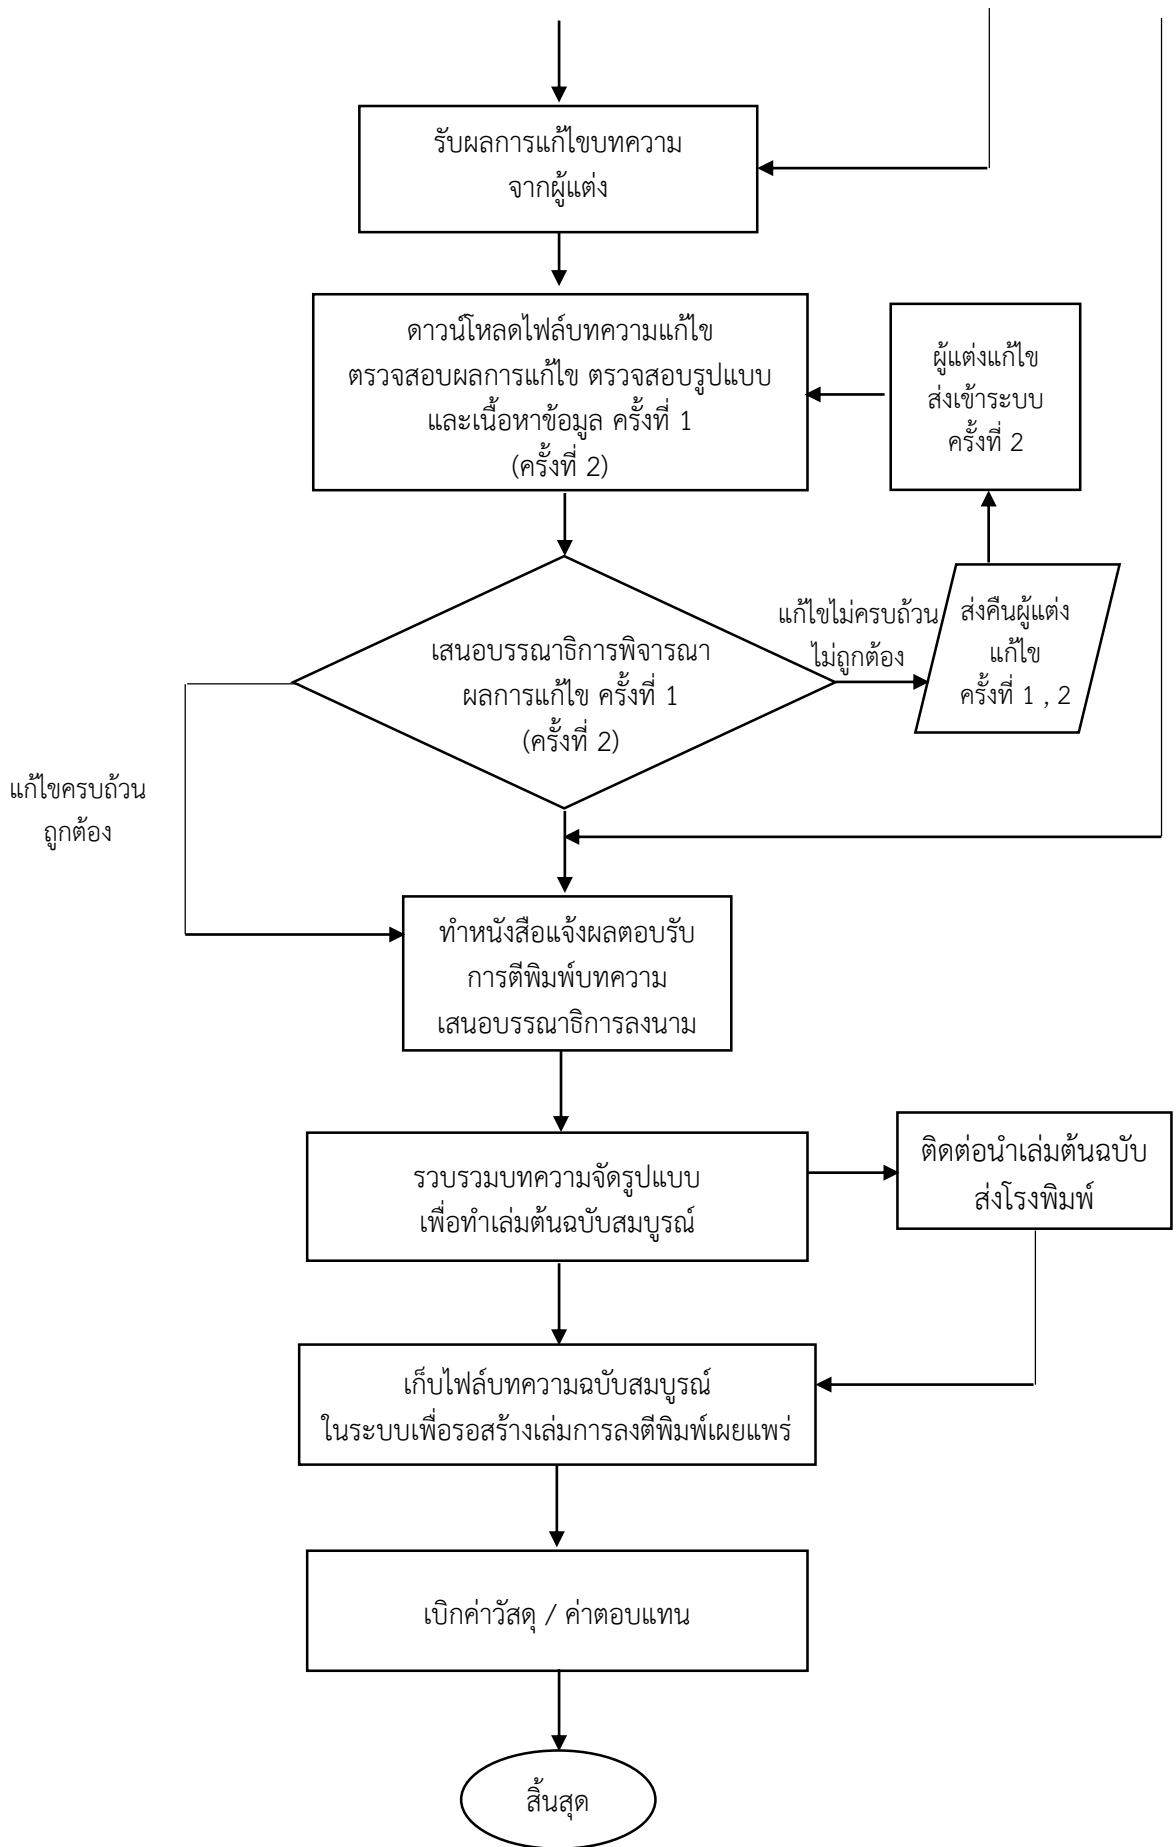 รับผลการแก้ไขบทความ
จากผู้แต่ง
ดาวน์โหลดไฟล์บทความแก้ไข
ตรวจสอบผลการแก้ไข ตรวจสอบรูปแบบ
และเนื้อหาข้อมูล ครั้งที่ 1
(ครั้งที่ 2)
ผู้แต่งแก้ไข
ส่งเข้าระบบ
ครั้งที่ 2
เสนอบรรณาธิการพิจารณา
ผลการแก้ไข ครั้งที่ 1
(ครั้งที่ 2)
แก้ไขไม่ครบถ้วน
ไม่ถูกต้อง
ส่งคืนผู้แต่ง
แก้ไข
ครั้งที่ 1 , 2
แก้ไขครบถ้วน
ถูกต้อง
ทำหนังสือแจ้งผลตอบรับ
การตีพิมพ์บทความ
เสนอบรรณาธิการลงนาม
รวบรวมบทความจัดรูปแบบ
เพื่อทำเล่มต้นฉบับสมบูรณ์
ติดต่อนำเล่มต้นฉบับ
ส่งโรงพิมพ์
เก็บไฟล์บทความฉบับสมบูรณ์
ในระบบเพื่อรอสร้างเล่มการลงตีพิมพ์เผยแพร่
เบิกค่าวัสดุ / ค่าตอบแทน
สิ้นสุด